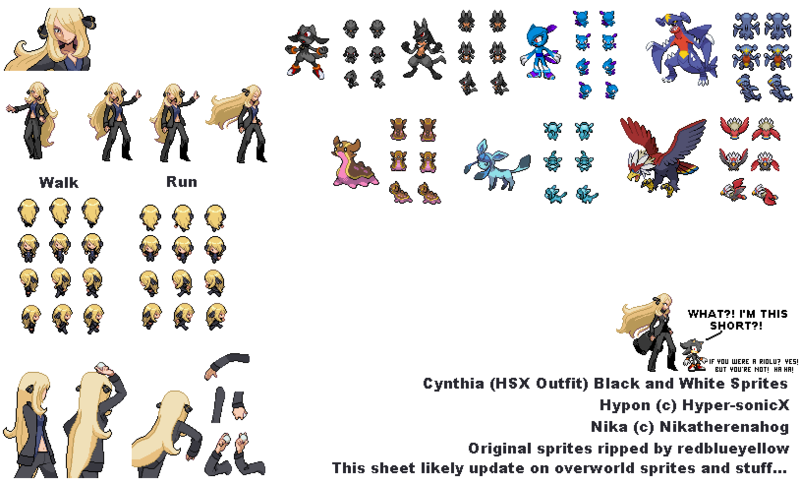 Walk
Run
WHAT?! I'M THIS
SHORT?!
IF YOU WERE A RIOLU? YES!
BUT YOU'RE NOT! HA HA!
Cynthia (HSX Outfit) Black and White Sprites
Hypon (c) Hyper-sonicX
Nika (c) Nikatherenahog
Original sprites ripped by redblueyellow
This sheet likely update on overworld sprites and stuff...